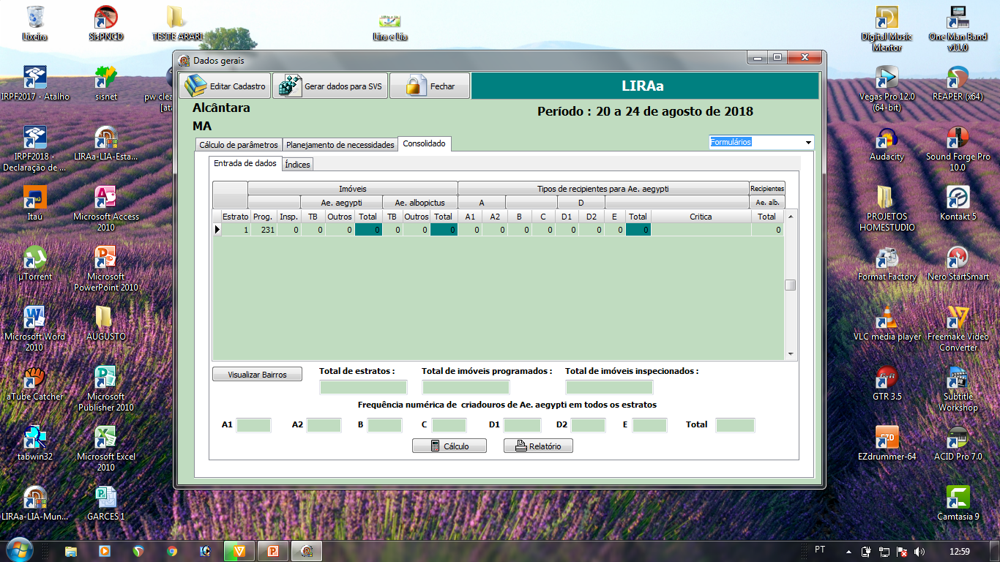 Lixeira
SisPNCD
TESTE ARARI
Lira e Lia
Digital Music
Mentor
One Man Band
v11.0
IRPF2017 - Atalho
sisnet
pw clea
[ata
Vegas Pro 12.0
(64-bit)
REAPER (x64)
IRPF2018 -
Declaração de ...
LIRAa-LIA-Esta...
Audacity
Sound Forge Pro
10.0
Itaú
Microsoft Access
2010
PROJETOS
HOMESTUDIO
Kontakt 5
µTorrent
Microsoft
PowerPoint 2010
Format Factory
Nero StartSmart
Microsoft Word
2010
AUGUSTO
VLC media player
Freemake Video
Converter
aTube Catcher
Microsoft
Publisher 2010
GTR 3.5
Subtitle
Workshop
tabwin32
Microsoft Excel
2010
EZD
EZdrummer-64
ACID Pro 7.0
LIRAa-LIA-Mun...
GARCES 1
Camtasia 9
Dados gerais
Editar Cadastro
Gerar dados para SVS
Fechar
LIRAa
Alcântara
MA
Período : 20 a 24 de agosto de 2018
Cálculo de parâmetros
Planejamento de necessidades
Consolidado
Formulários
Entrada de dados
Índices
Imóveis
Tipos de recipientes para Ae. aegypti
Recipientes
Ae. aegypti
Ae. albopictus
A
D
Ae. alb.
Estrato Prog. Insp. TB Outros Total TB Outros Total A1 A2 B C D1 D2 E Total Critica Total
1 231 0 0 0 0 0 0 0 0 0 0 0 0 0 0 0 0
Visualizar Bairros
Total de estratos :
Total de imóveis programados :
Total de imóveis inspecionados :
Frequência numérica de criadouros de Ae. aegypti em todos os estratos
A1 A2 B C D1 D2 E Total
Cálculo
Relatório
PT
12:59